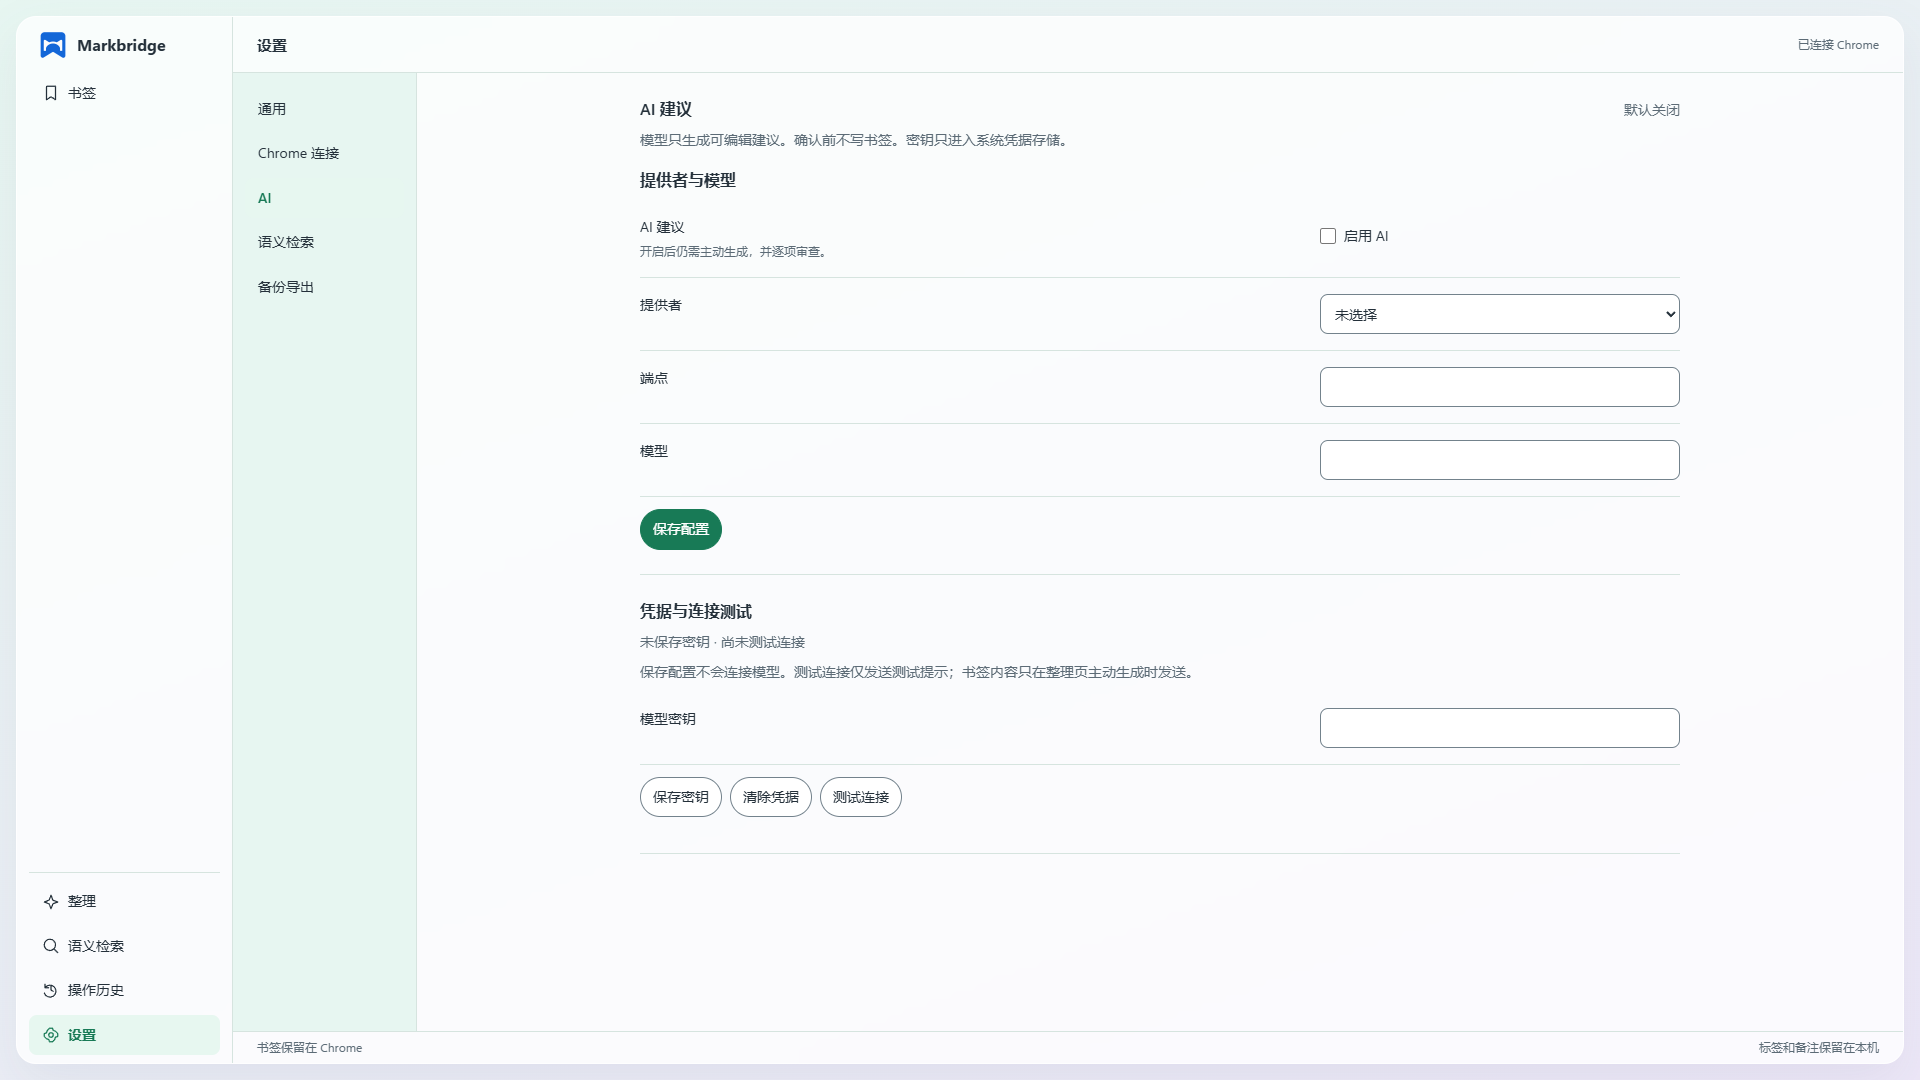 Markbridge
书签
整理
语义检索
操作历史
设置
设置
已连接 Chrome
通用
Chrome 连接
AI
语义检索
备份导出
AI 建议
默认关闭
模型只生成可编辑建议。确认前不写书签。密钥只进入系统凭据存储。
提供者与模型
AI 建议
开启后仍需主动生成，并逐项审查。
启用 AI
提供者
未选择
端点
模型
保存配置
凭据与连接测试
未保存密钥 · 尚未测试连接
保存配置不会连接模型。测试连接仅发送测试提示；书签内容只在整理页主动生成时发送。
模型密钥
保存密钥
清除凭据
测试连接
书签保留在 Chrome
标签和备注保留在本机